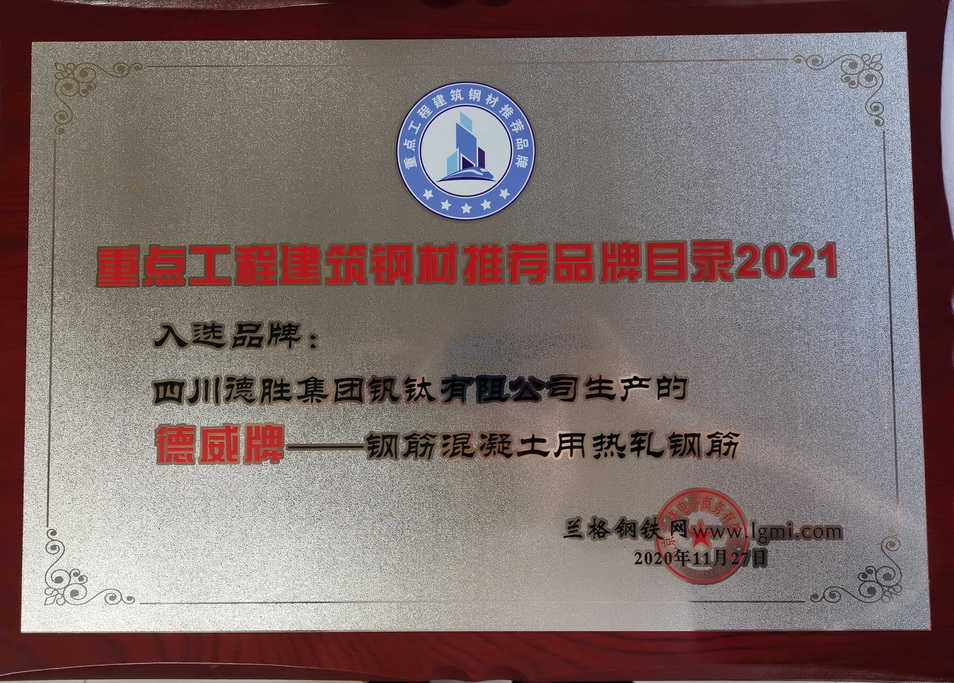 重点工程建筑钢材推荐品牌
重点工程建筑钢材推荐品牌目录2021
入选品牌：
四川德胜集团钒钛有限公司生产的
德威牌——钢筋混凝土用热轧钢筋
兰格钢铁网www.lgmi.com
2020年11月27日